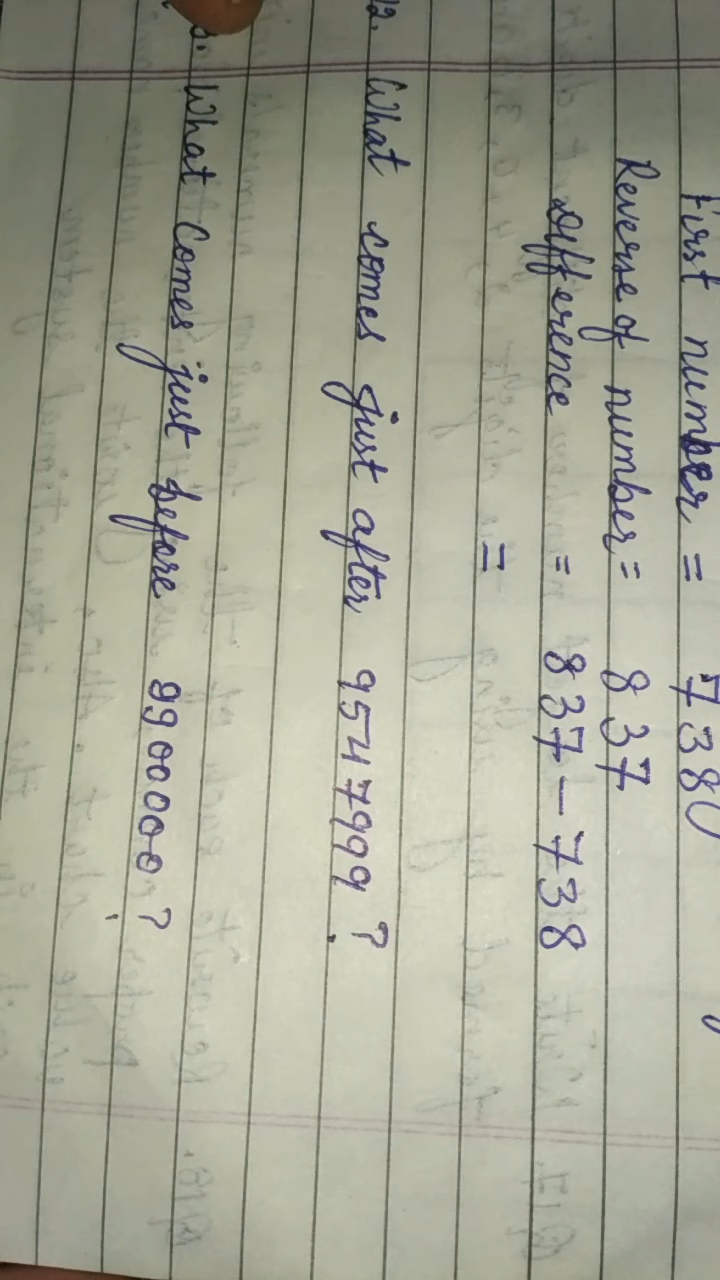 First number = 738
Reverse of number = 837
Difference = 837-738
=
12. What comes just after 9547999?
3. What comes just before 9900000?